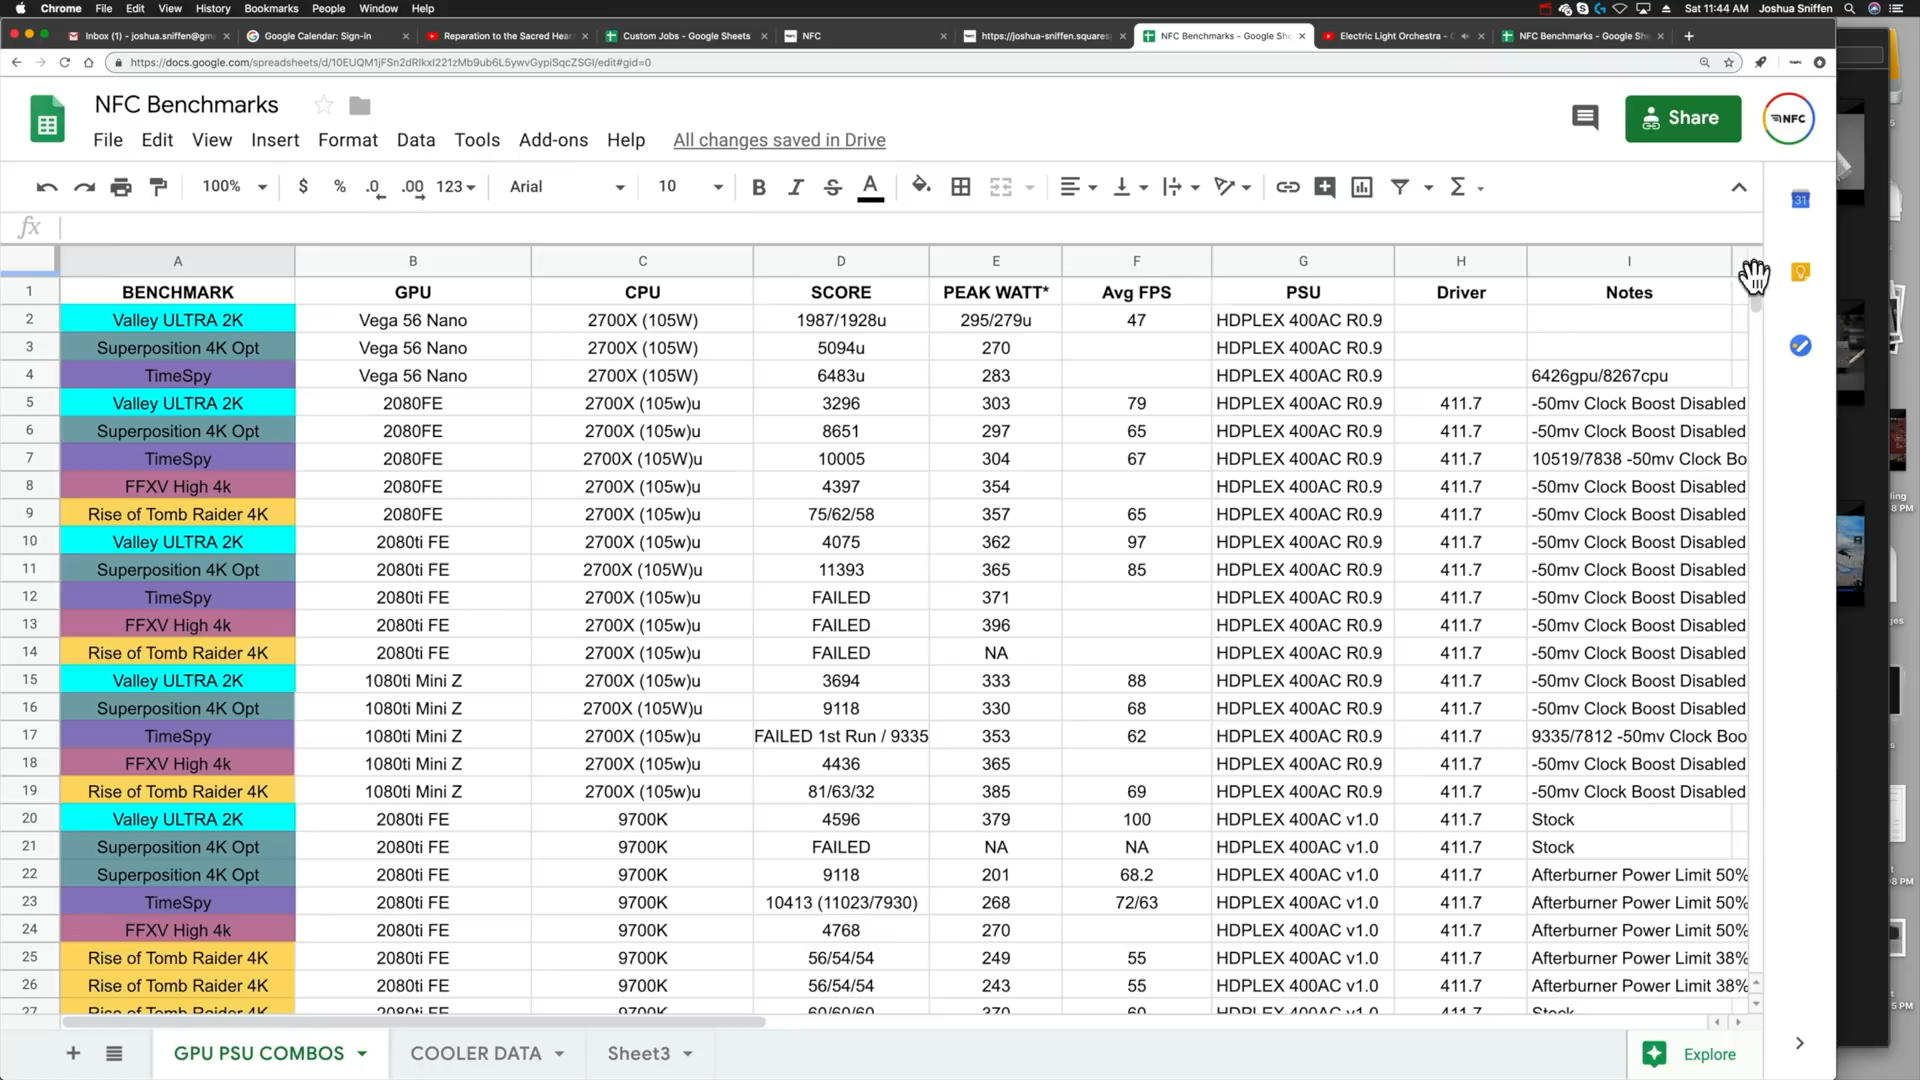 Chrome File Edit View History Bookmarks People Window Help Sat 11:44 AM Joshua Sniffen
Inbox (1) - joshua.sniffen@gm Google Calendar: Sign-in Reparation to the Sacred Hear Custom Jobs - Google Sheets NFC https://joshua-sniffen.squares NFC Benchmarks - Google She Electric Light Orchestra - NFC Benchmarks - Google She
https://docs.google.com/spreadsheets/d/10EUQM1jFSn2dRIkxI221zMb9ub6L5ywvGypiSqcZSGI/edit#gid=0
NFC Benchmarks
File Edit View Insert Format Data Tools Add-ons Help All changes saved in Drive
Share
NFC
100% $ % .0 .00 123 Arial 10 B I S A
31
fx
A B C D E F G H I
1 BENCHMARK GPU CPU SCORE PEAK WATT* Avg FPS PSU Driver Notes
2 Valley ULTRA 2K Vega 56 Nano 2700X (105W) 1987/1928u 295/279u 47 HDPLEX 400AC R0.9
3 Superposition 4K Opt Vega 56 Nano 2700X (105W) 5094u 270 HDPLEX 400AC R0.9
4 TimeSpy Vega 56 Nano 2700X (105W) 6483u 283 HDPLEX 400AC R0.9 6426gpu/8267cpu
5 Valley ULTRA 2K 2080FE 2700X (105w)u 3296 303 79 HDPLEX 400AC R0.9 411.7 -50mv Clock Boost Disabled
6 Superposition 4K Opt 2080FE 2700X (105w)u 8651 297 65 HDPLEX 400AC R0.9 411.7 -50mv Clock Boost Disabled
7 TimeSpy 2080FE 2700X (105W)u 10005 304 67 HDPLEX 400AC R0.9 411.7 10519/7838 -50mv Clock Bo
8 FFXV High 4k 2080FE 2700X (105w)u 4397 354 HDPLEX 400AC R0.9 411.7 -50mv Clock Boost Disabled
9 Rise of Tomb Raider 4K 2080FE 2700X (105w)u 75/62/58 357 65 HDPLEX 400AC R0.9 411.7 -50mv Clock Boost Disabled
10 Valley ULTRA 2K 2080ti FE 2700X (105w)u 4075 362 97 HDPLEX 400AC R0.9 411.7 -50mv Clock Boost Disabled
11 Superposition 4K Opt 2080ti FE 2700X (105W)u 11393 365 85 HDPLEX 400AC R0.9 411.7 -50mv Clock Boost Disabled
12 TimeSpy 2080ti FE 2700X (105w)u FAILED 371 HDPLEX 400AC R0.9 411.7 -50mv Clock Boost Disabled
13 FFXV High 4k 2080ti FE 2700X (105w)u FAILED 396 HDPLEX 400AC R0.9 411.7 -50mv Clock Boost Disabled
14 Rise of Tomb Raider 4K 2080ti FE 2700X (105w)u FAILED NA HDPLEX 400AC R0.9 411.7 -50mv Clock Boost Disabled
15 Valley ULTRA 2K 1080ti Mini Z 2700X (105w)u 3694 333 88 HDPLEX 400AC R0.9 411.7 -50mv Clock Boost Disabled
16 Superposition 4K Opt 1080ti Mini Z 2700X (105W)u 9118 330 68 HDPLEX 400AC R0.9 411.7 -50mv Clock Boost Disabled
17 TimeSpy 1080ti Mini Z 2700X (105w)u FAILED 1st Run / 9335 353 62 HDPLEX 400AC R0.9 411.7 9335/7812 -50mv Clock Boo
18 FFXV High 4k 1080ti Mini Z 2700X (105w)u 4436 365 HDPLEX 400AC R0.9 411.7 -50mv Clock Boost Disabled
19 Rise of Tomb Raider 4K 1080ti Mini Z 2700X (105w)u 81/63/32 385 69 HDPLEX 400AC R0.9 411.7 -50mv Clock Boost Disabled
20 Valley ULTRA 2K 2080ti FE 9700K 4596 379 100 HDPLEX 400AC v1.0 411.7 Stock
21 Superposition 4K Opt 2080ti FE 9700K FAILED NA NA HDPLEX 400AC v1.0 411.7 Stock
22 Superposition 4K Opt 2080ti FE 9700K 9118 201 68.2 HDPLEX 400AC v1.0 411.7 Afterburner Power Limit 50%
23 TimeSpy 2080ti FE 9700K 10413 (11023/7930) 268 72/63 HDPLEX 400AC v1.0 411.7 Afterburner Power Limit 50%
24 FFXV High 4k 2080ti FE 9700K 4768 270 HDPLEX 400AC v1.0 411.7 Afterburner Power Limit 50%
25 Rise of Tomb Raider 4K 2080ti FE 9700K 56/54/54 249 55 HDPLEX 400AC v1.0 411.7 Afterburner Power Limit 38%
26 Rise of Tomb Raider 4K 2080ti FE 9700K 56/54/54 243 55 HDPLEX 400AC v1.0 411.7 Afterburner Power Limit 38%
27 Rise of Tomb Raider 4K 2080ti FE 9700K 60/60/60 370 60 HDPLEX 400AC v1.0 411.7 Stock
GPU PSU COMBOS COOLER DATA Sheet3 Explore